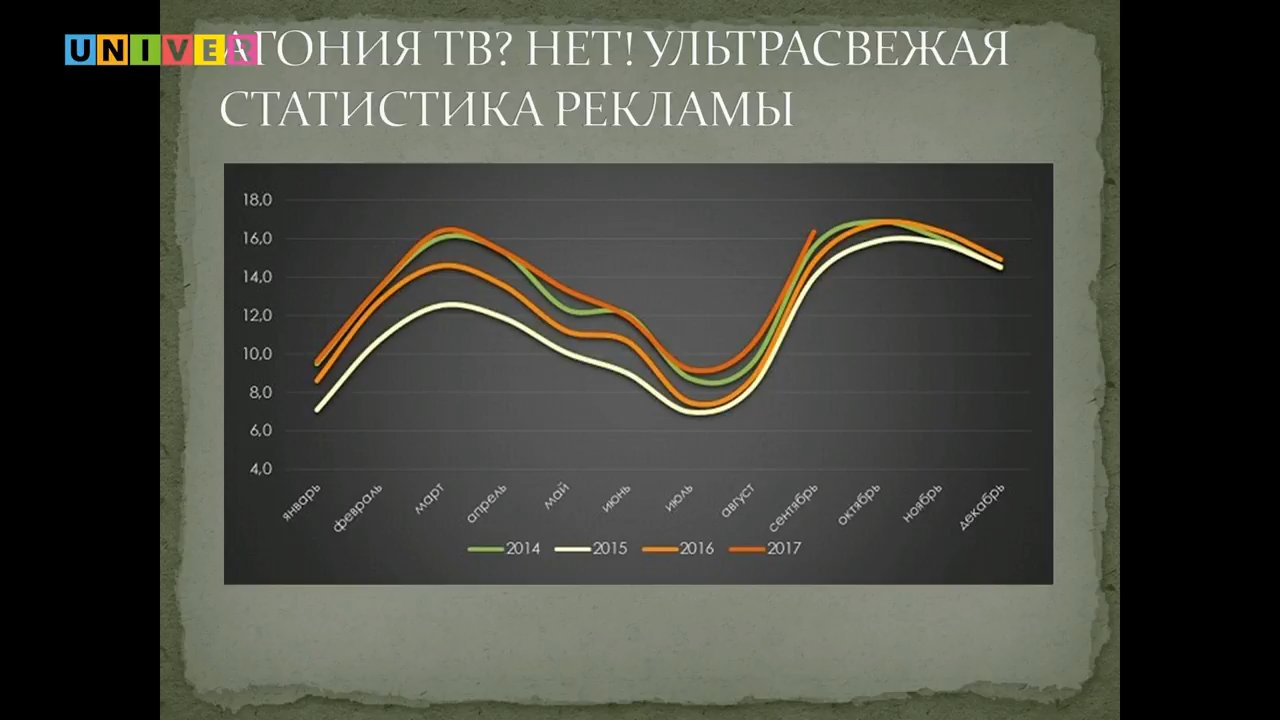 UNIVER
АГОНИЯ ТВ? НЕТ! УЛЬТРАСВЕЖАЯ
СТАТИСТИКА РЕКЛАМЫ
18,0
16,0
14,0
12,0
10,0
8,0
6,0
4,0
январь февраль март апрель май июнь июль август сентябрь октябрь ноябрь декабрь
2014 2015 2016 2017